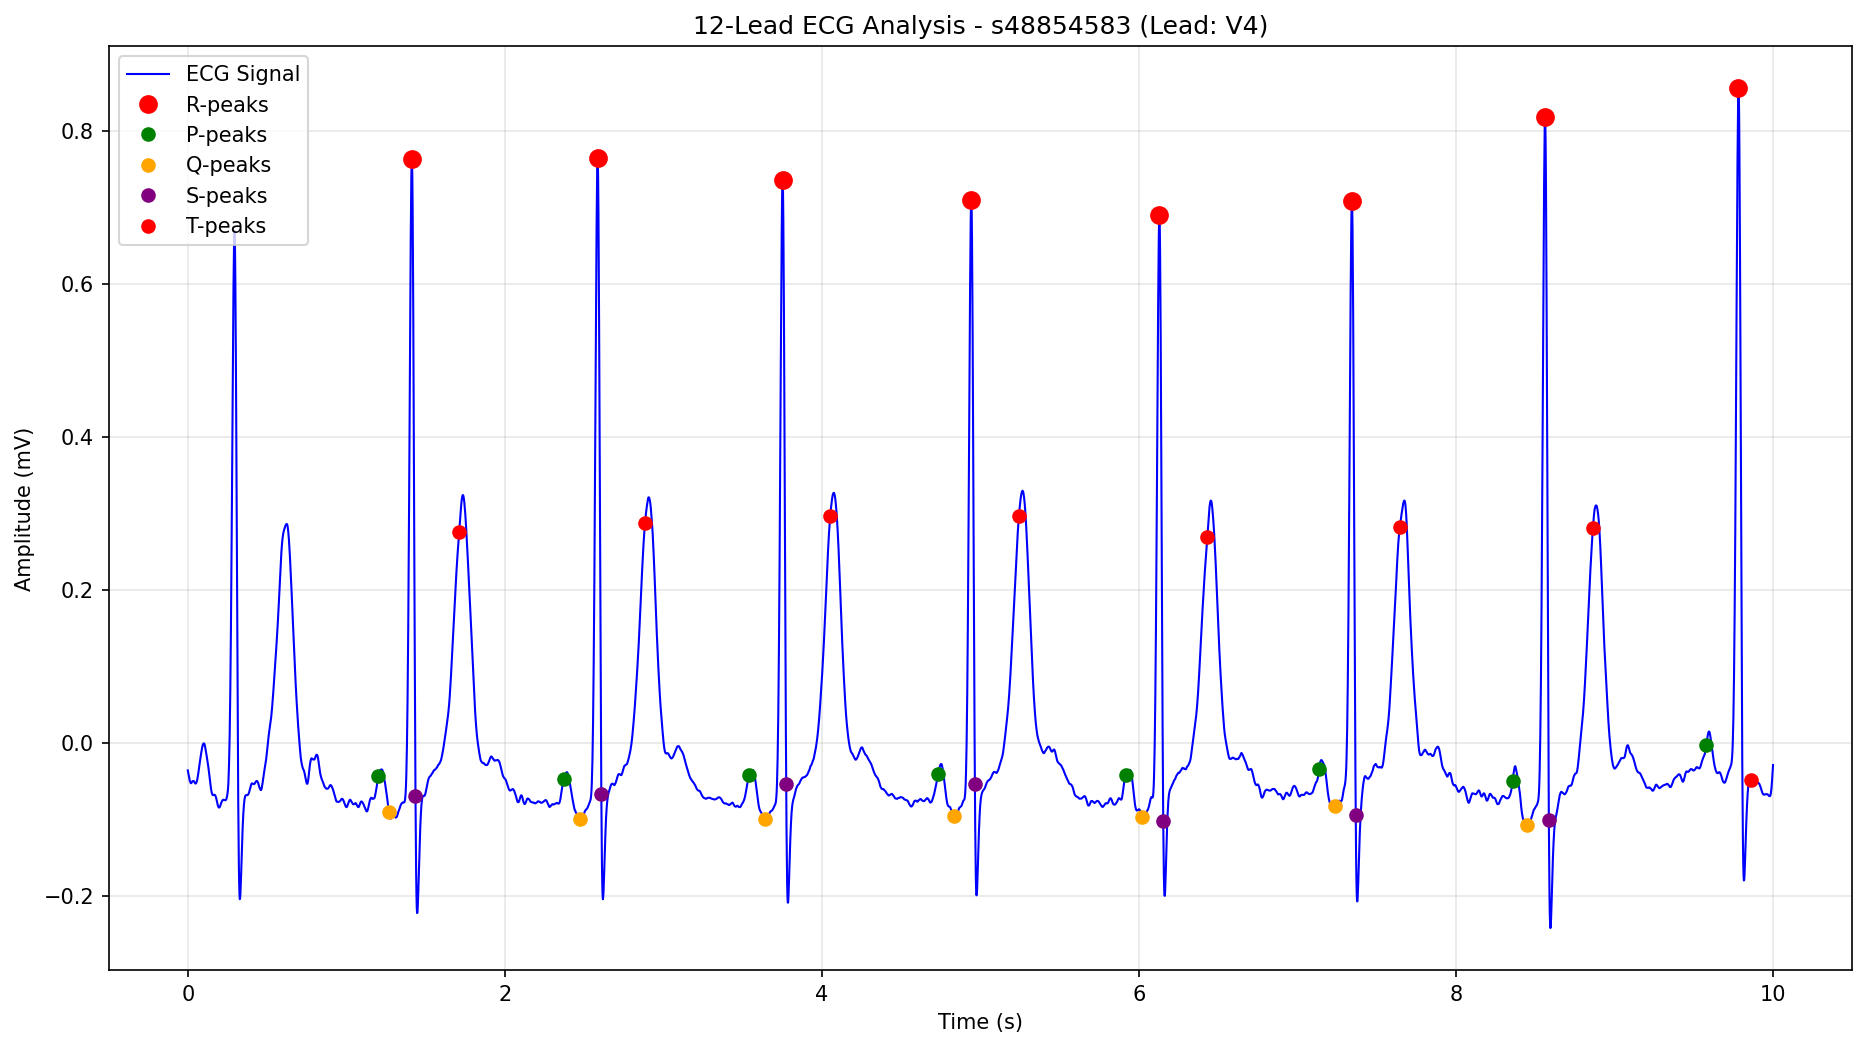 12-Lead ECG Analysis - s48854583 (Lead: V4)
ECG Signal
R-peaks
P-peaks
Q-peaks
S-peaks
T-peaks
Amplitude (mV)
0.8
0.6
0.4
0.2
0.0
−0.2
0 2 4 6 8 10
Time (s)